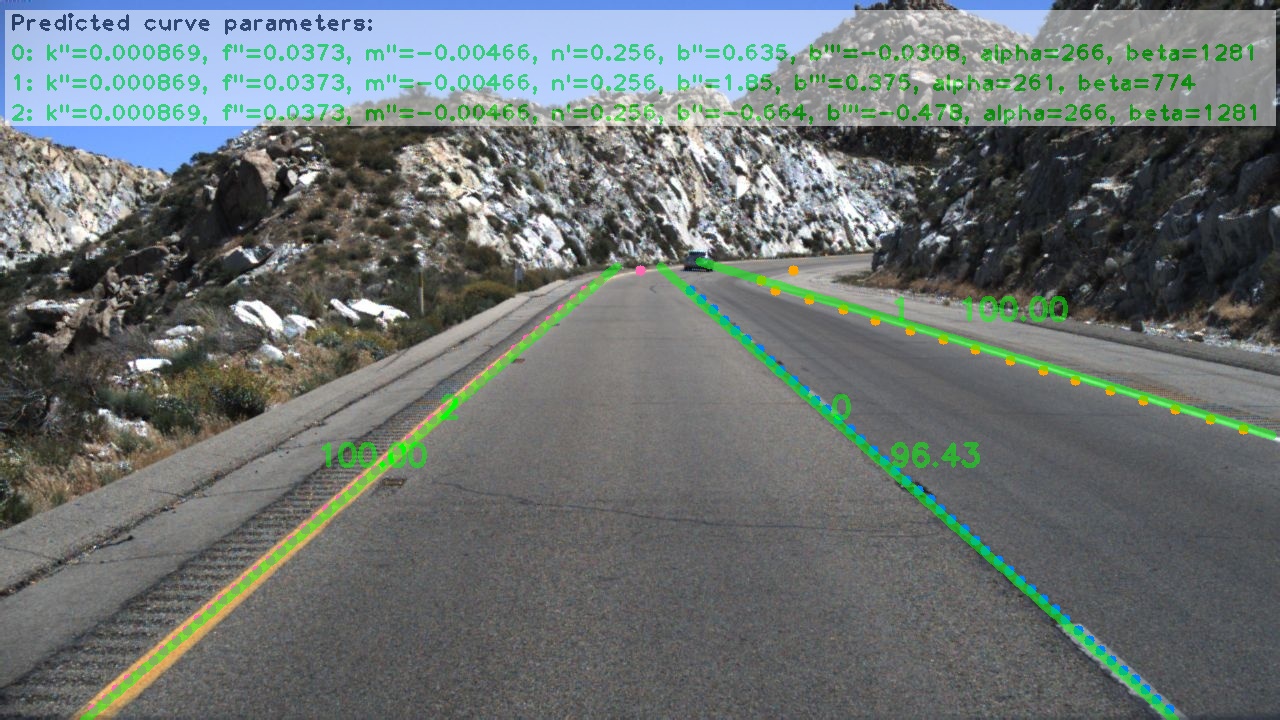 Predicted curve parameters:
0: k''=0.000869, f''=0.0373, m''=-0.00466, n'=0.256, b''=0.635, b'''=-0.0308, alpha=266, beta=1281
1: k''=0.000869, f''=0.0373, m''=-0.00466, n'=0.256, b''=1.85, b'''=0.375, alpha=261, beta=774
2: k''=0.000869, f''=0.0373, m''=-0.00466, n'=0.256, b''=-0.664, b'''=-0.478, alpha=266, beta=1281
1 100.00
2 0
100.00 96.43